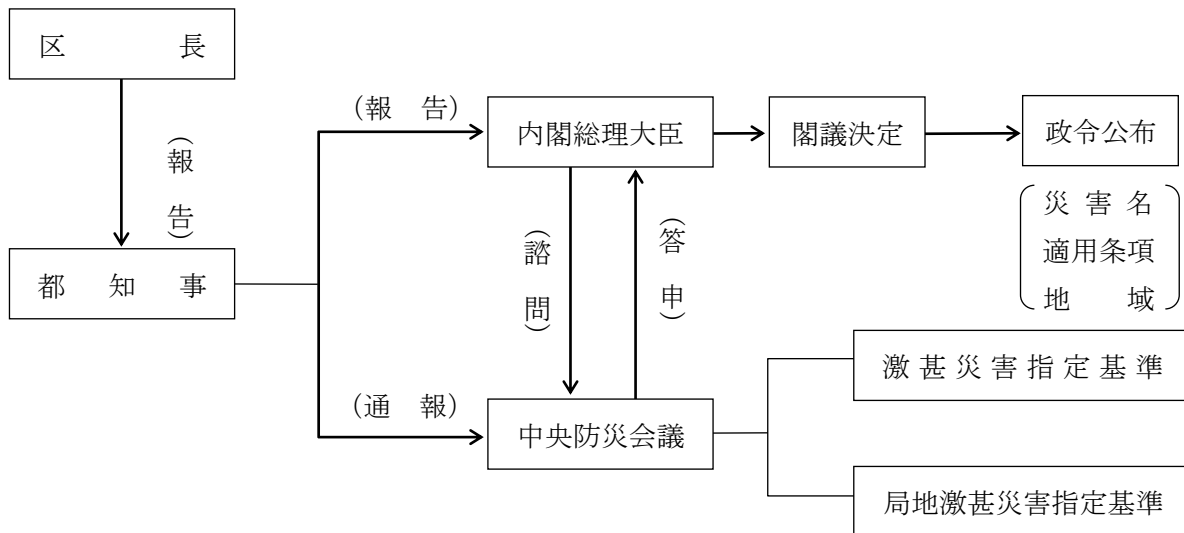 区長
（報告）
都知事
（報告）
内閣総理大臣
閣議決定
政令公布
災害名
適用条項
地域
（諮問）
（答申）
（通報）
中央防災会議
激甚災害指定基準
局地激甚災害指定基準